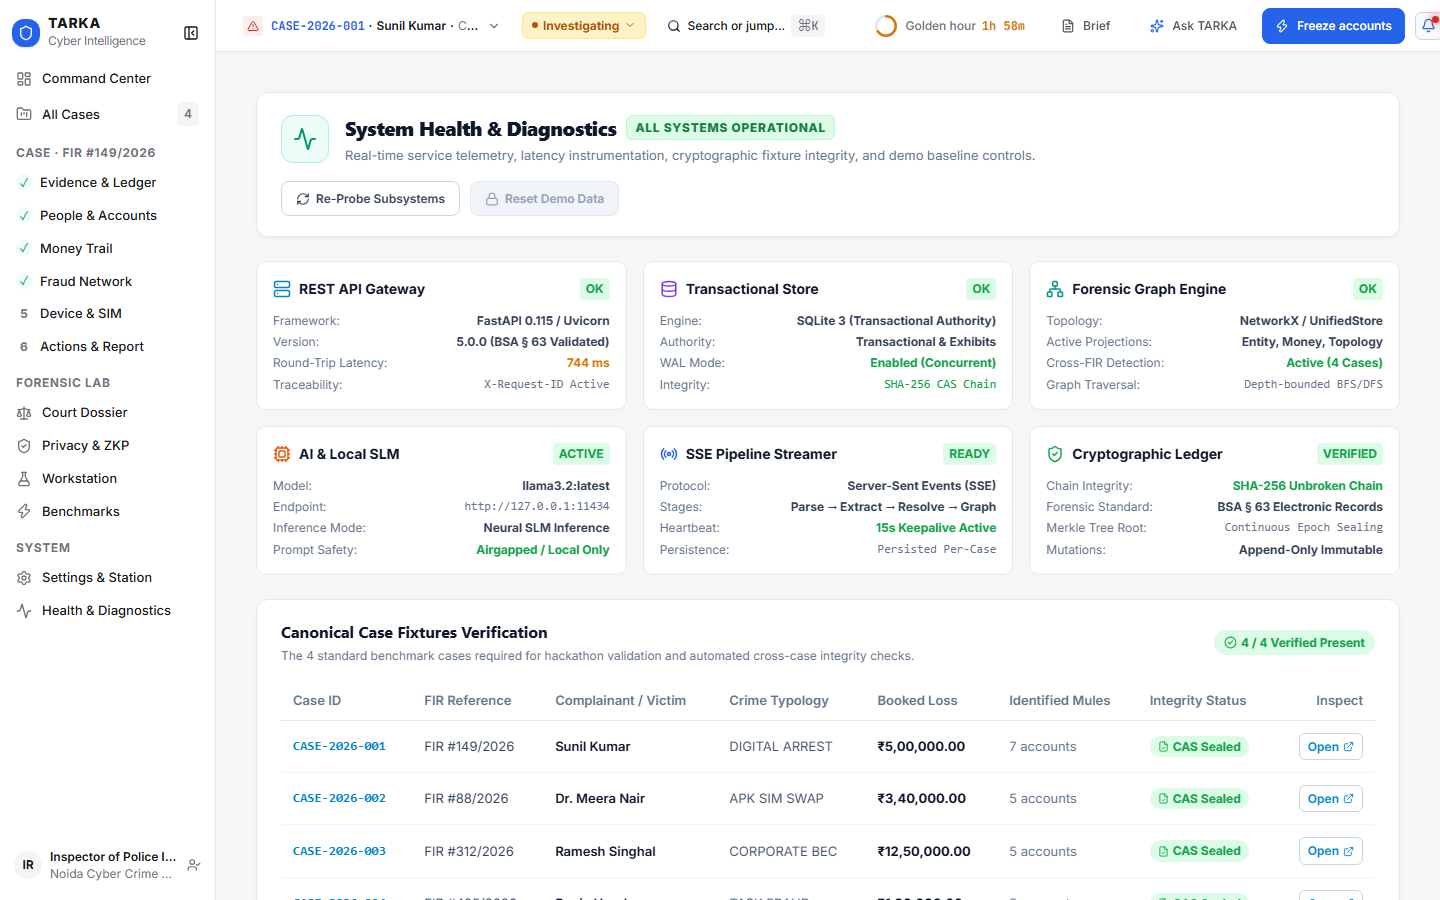 TARKA
Cyber Intelligence
Command Center
All Cases 4
CASE · FIR #149/2026
✓ Evidence & Ledger
✓ People & Accounts
✓ Money Trail
✓ Fraud Network
5 Device & SIM
6 Actions & Report
FORENSIC LAB
Court Dossier
Privacy & ZKP
Workstation
Benchmarks
SYSTEM
Settings & Station
Health & Diagnostics
IR
Inspector of Police I...
Noida Cyber Crime ...
CASE-2026-001 · Sunil Kumar · C...
Investigating
Search or jump... ⌘K
Golden hour 1h 58m
Brief
Ask TARKA
Freeze accounts
System Health & Diagnostics
ALL SYSTEMS OPERATIONAL
Real-time service telemetry, latency instrumentation, cryptographic fixture integrity, and demo baseline controls.
Re-Probe Subsystems
Reset Demo Data
REST API Gateway OK
Framework: FastAPI 0.115 / Uvicorn
Version: 5.0.0 (BSA § 63 Validated)
Round-Trip Latency: 744 ms
Traceability: X-Request-ID Active
Transactional Store OK
Engine: SQLite 3 (Transactional Authority)
Authority: Transactional & Exhibits
WAL Mode: Enabled (Concurrent)
Integrity: SHA-256 CAS Chain
Forensic Graph Engine OK
Topology: NetworkX / UnifiedStore
Active Projections: Entity, Money, Topology
Cross-FIR Detection: Active (4 Cases)
Graph Traversal: Depth-bounded BFS/DFS
AI & Local SLM ACTIVE
Model: llama3.2:latest
Endpoint: http://127.0.0.1:11434
Inference Mode: Neural SLM Inference
Prompt Safety: Airgapped / Local Only
SSE Pipeline Streamer READY
Protocol: Server-Sent Events (SSE)
Stages: Parse → Extract → Resolve → Graph
Heartbeat: 15s Keepalive Active
Persistence: Persisted Per-Case
Cryptographic Ledger VERIFIED
Chain Integrity: SHA-256 Unbroken Chain
Forensic Standard: BSA § 63 Electronic Records
Merkle Tree Root: Continuous Epoch Sealing
Mutations: Append-Only Immutable
Canonical Case Fixtures Verification
The 4 standard benchmark cases required for hackathon validation and automated cross-case integrity checks.
4 / 4 Verified Present
Case ID FIR Reference Complainant / Victim Crime Typology Booked Loss Identified Mules Integrity Status Inspect
CASE-2026-001 FIR #149/2026 Sunil Kumar DIGITAL ARREST ₹5,00,000.00 7 accounts CAS Sealed Open
CASE-2026-002 FIR #88/2026 Dr. Meera Nair APK SIM SWAP ₹3,40,000.00 5 accounts CAS Sealed Open
CASE-2026-003 FIR #312/2026 Ramesh Singhal CORPORATE BEC ₹12,50,000.00 5 accounts CAS Sealed Open